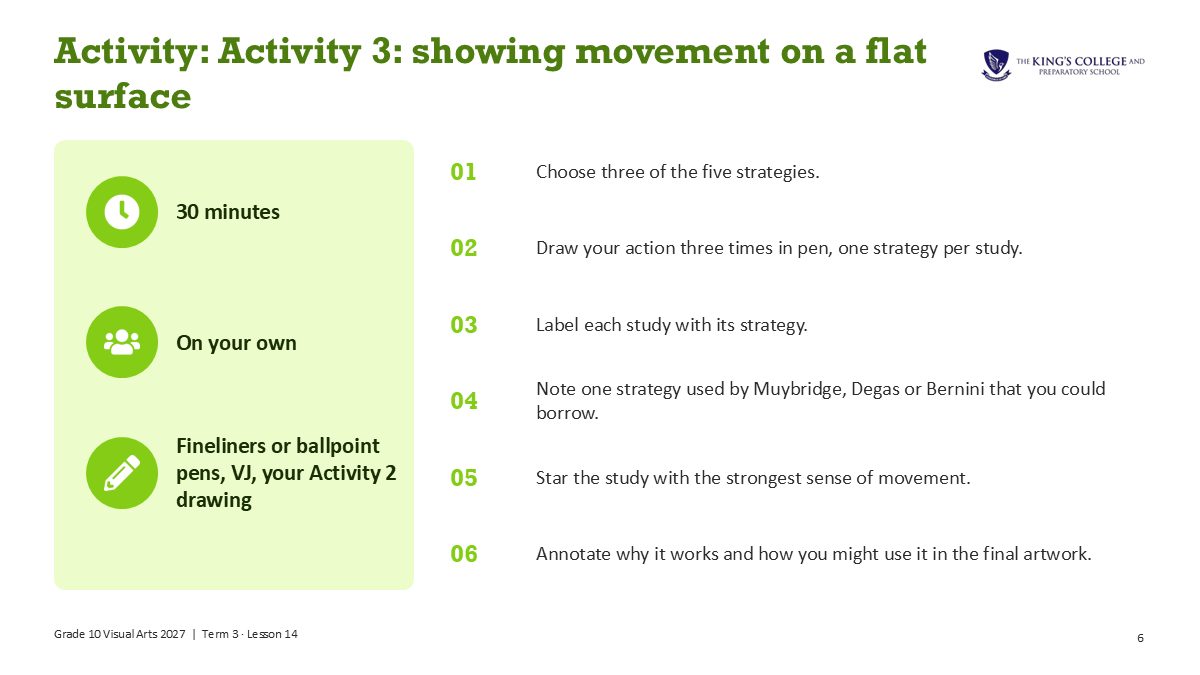 Activity: Activity 3: showing movement on a flat
surface
THE KING'S COLLEGE AND
PREPARATORY SCHOOL
30 minutes
On your own
Fineliners or ballpoint
pens, VJ, your Activity 2
drawing
01 Choose three of the five strategies.
02 Draw your action three times in pen, one strategy per study.
03 Label each study with its strategy.
04 Note one strategy used by Muybridge, Degas or Bernini that you could
borrow.
05 Star the study with the strongest sense of movement.
06 Annotate why it works and how you might use it in the final artwork.
Grade 10 Visual Arts 2027 | Term 3 · Lesson 14
6